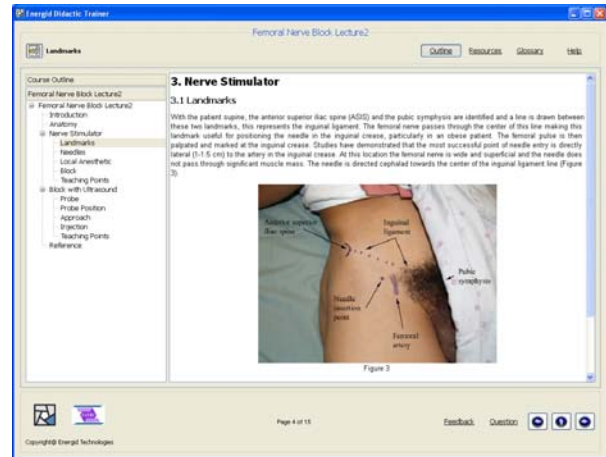 Energid Didactic Trainer
Femoral Nerve Block Lecture2
Landmarks
Outline
Resources
Glossary
Help
Course Outline
Femoral Nerve Block Lecture2
Femoral Nerve Block Lecture2
Introduction
Anatomy
Nerve Stimulator
Landmarks
Needles
Local Anesthetic
Block
Teaching Points
Block with Ultrasound
Probe
Probe Position
Approach
Injection
Teaching Points
Reference
3. Nerve Stimulator
3.1 Landmarks
With the patient supine, the anterior superior iliac spine (ASIS) and the pubic symphysis are identified and a line is drawn between
these two landmarks, this represents the inguinal ligament. The femoral nerve passes through the center of this line making this
landmark useful for positioning the needle in the inguinal crease, particularly in an obese patient. The femoral pulse is then
palpated and marked at the inguinal crease. Studies have demonstrated that the most successful point of needle entry is directly
lateral (1-1.5 cm) to the artery in the inguinal crease. At this location the femoral nerve is wide and superficial and the needle does
not pass through significant muscle mass. The needle is directed cephalad towards the center of the inguinal ligament line (Figure
3).
Anterior superior
iliac spine
Inguinal
ligament
Pubic
symphysis
Needle
insertion
point
Femoral
artery
Figure 3
Page 4 of 15
Feedback
Question
Copyright@ Energid Technologies